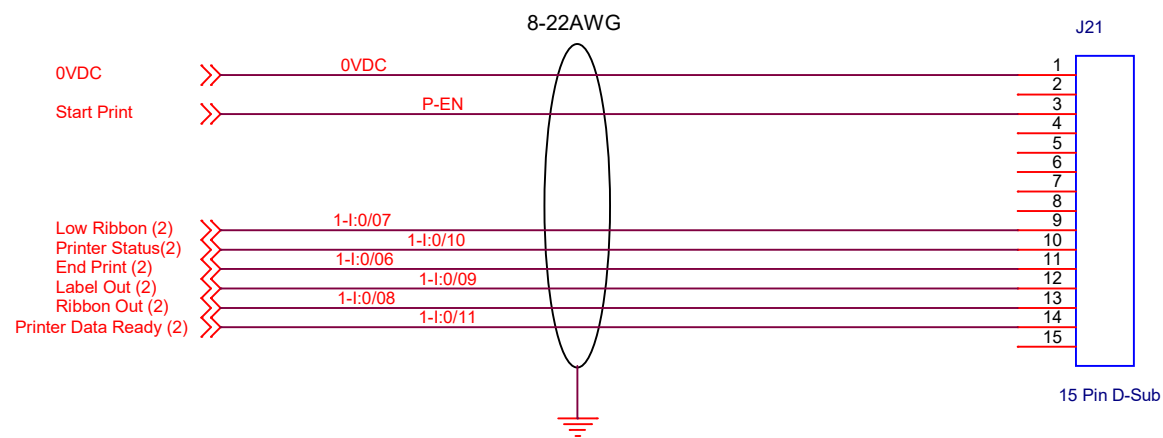 8-22AWG
J21
0VDC 0VDC 1
2
Start Print P-EN 3
4
5
6
7
8
Low Ribbon (2) 1-I:0/07 9
Printer Status(2) 1-I:0/10 10
End Print (2) 1-I:0/06 11
Label Out (2) 1-I:0/09 12
Ribbon Out (2) 1-I:0/08 13
Printer Data Ready (2) 1-I:0/11 14
15
15 Pin D-Sub